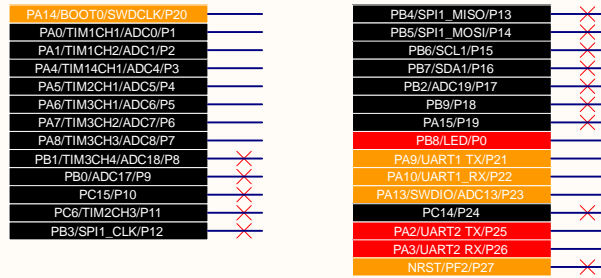 PA14/BOOT0/SWDCLK/P20
PA0/TIM1CH1/ADC0/P1
PA1/TIM1CH2/ADC1/P2
PA4/TIM14CH1/ADC4/P3
PA5/TIM2CH1/ADC5/P4
PA6/TIM3CH1/ADC6/P5
PA7/TIM3CH2/ADC7/P6
PA8/TIM3CH3/ADC8/P7
PB1/TIM3CH4/ADC18/P8
PB0/ADC17/P9
PC15/P10
PC6/TIM2CH3/P11
PB3/SPI1_CLK/P12
PB4/SPI1_MISO/P13
PB5/SPI1_MOSI/P14
PB6/SCL1/P15
PB7/SDA1/P16
PB2/ADC19/P17
PB9/P18
PA15/P19
PB8/LED/P0
PA9/UART1 TX/P21
PA10/UART1_RX/P22
PA13/SWDIO/ADC13/P23
PC14/P24
PA2/UART2 TX/P25
PA3/UART2 RX/P26
NRST/PF2/P27